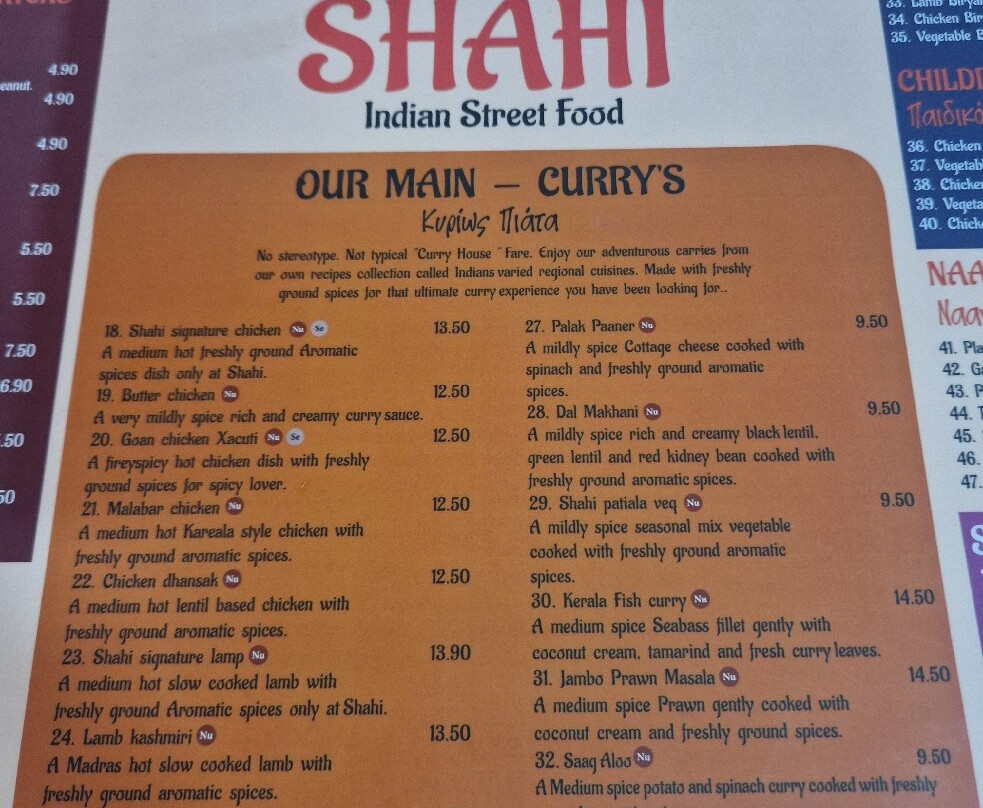 4.90
eanut.
4.90
4.90
7.50
5.50
5.50
7.50
6.90
.50
50
SHAHI
Indian Street Food
OUR MAIN – CURRY'S
Κυρίως Πιάτα
No stereotype. Not typical "Curry House " Fare. Enjoy our adventurous carries from
our own recipes collection called Indians varied regional cuisines. Made with freshly
ground spices for that ultimate curry experience you have been looking for..
18. Shahi signature chicken Nu Se 13.50
A medium hot freshly ground Aromatic
spices dish only at Shahi.
19. Butter chicken Nu 12.50
A very mildly spice rich and creamy curry sauce.
20. Goan chicken Xacuti Nu Se 12.50
A fireyspicy hot chicken dish with freshly
ground spices for spicy lover.
21. Malabar chicken Nu 12.50
A medium hot Kareala style chicken with
freshly ground aromatic spices.
22. Chicken dhansak Nu 12.50
A medium hot lentil based chicken with
freshly ground aromatic spices.
23. Shahi signature lamp Nu 13.90
A medium hot slow cooked lamb with
freshly ground Aromatic spices only at Shahi.
24. Lamb kashmiri Nu 13.50
A Madras hot slow cooked lamb with
freshly ground aromatic spices.
27. Palak Paaner Nu 9.50
A mildly spice Cottage cheese cooked with
spinach and freshly ground aromatic
spices.
28. Dal Makhani Nu 9.50
A mildly spice rich and creamy black lentil,
green lentil and red kidney bean cooked with
freshly ground aromatic spices.
29. Shahi patiala veq Nu 9.50
A mildly spice seasonal mix vegetable
cooked with freshly ground aromatic
spices.
30. Kerala Fish curry Nu 14.50
A medium spice Seabass fillet gently with
coconut cream, tamarind and fresh curry leaves.
31. Jambo Prawn Masala Nu 14.50
A medium spice Prawn gently cooked with
coconut cream and freshly ground spices.
32. Saag Aloo Nu 9.50
A Medium spice potato and spinach curry cooked with freshly
33. Lamb Birya
34. Chicken Bir
35. Vegetable B
CHILD
Παιδικά
36. Chicken
37. Vegetab
38. Chicke
39. Vegeta
40. Chick
NAA
Νααν
41. Pla
42. Ga
43. P
44.
45.
46.
47.